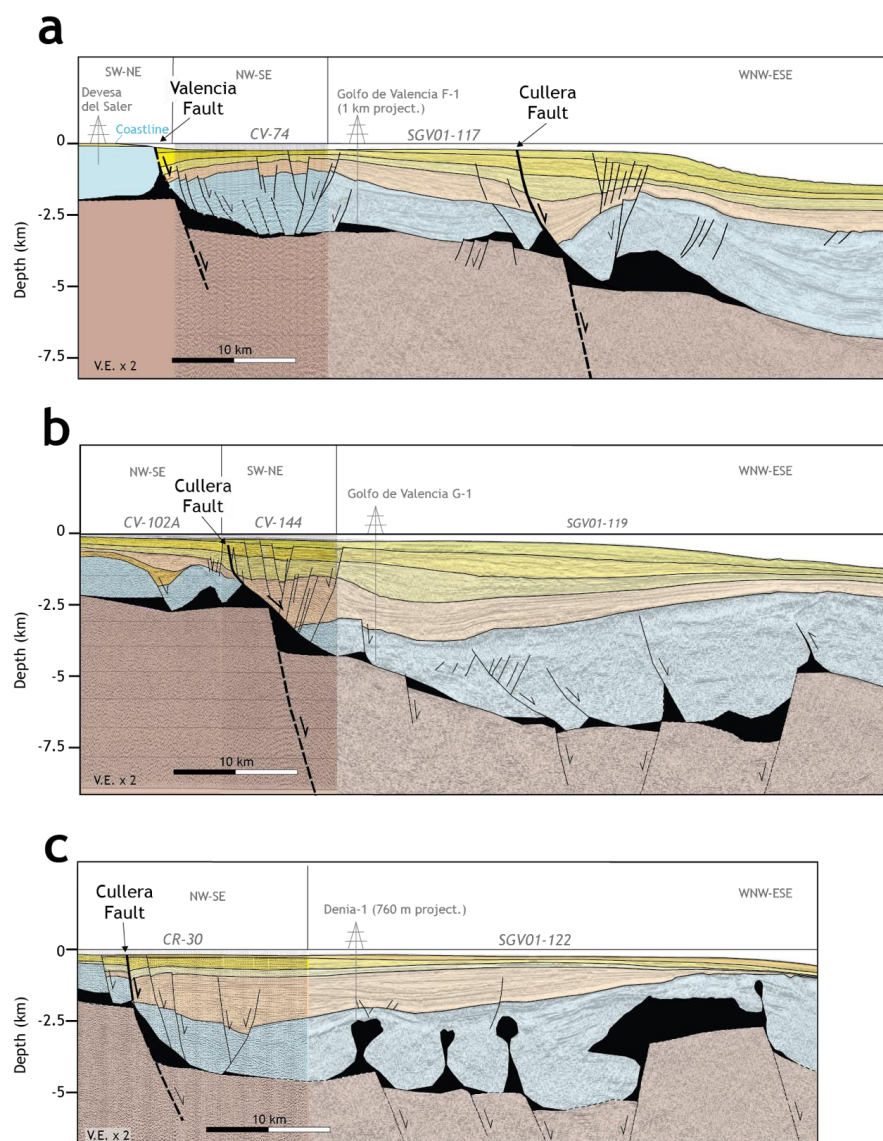 a
SW-NE
NW-SE
WNW-ESE
Devesa
del Saler
Valencia
Fault
Golfo de Valencia F-1
(1 km project.)
Cullera
Fault
Coastline
CV-74
SGV01-117
0
-2.5
-5
-7.5
Depth (km)
10 km
V.E. x 2
b
NW-SE
SW-NE
WNW-ESE
Cullera
Fault
Golfo de Valencia G-1
CV-102A
CV-144
SGV01-119
0
-2.5
-5
-7.5
Depth (km)
10 km
V.E. x 2
c
Cullera
Fault
NW-SE
WNW-ESE
Denia-1 (760 m project.)
CR-30
SGV01-122
0
-2.5
-5
Depth (km)
10 km
V.E. x 2